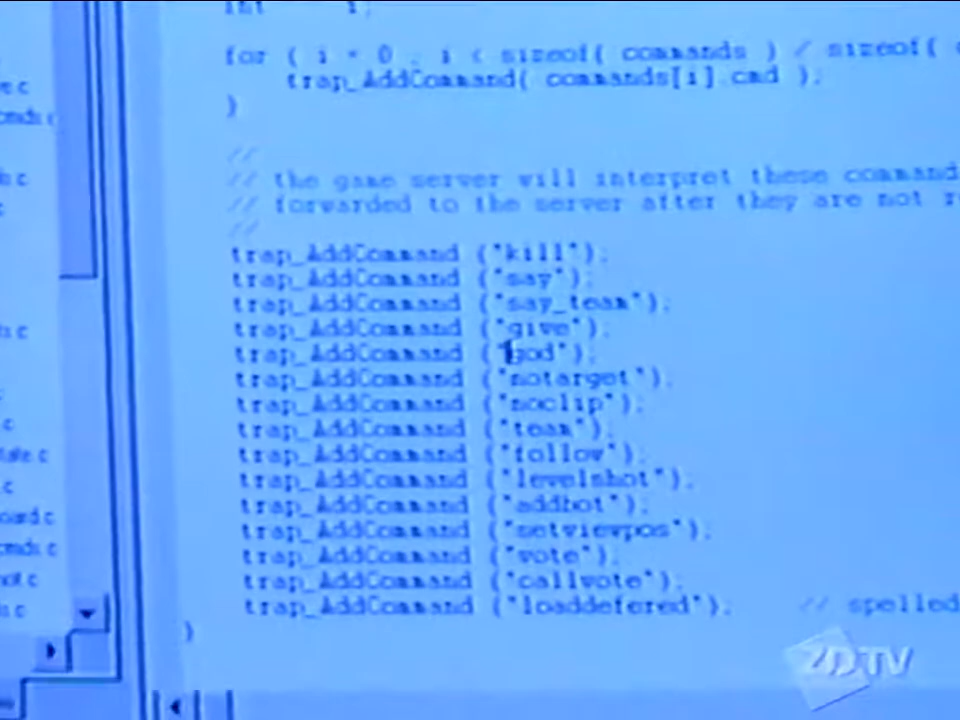 int i;
for ( i = 0 ; i < sizeof( commands ) / sizeof(
trap_AddCommand( commands[i].cmd );
}
//
// the game server will interpret these command
// forwarded to the server after they are not r
//
trap_AddCommand ("kill");
trap_AddCommand ("say");
trap_AddCommand ("say_team");
trap_AddCommand ("give");
trap_AddCommand ("god");
trap_AddCommand ("notarget");
trap_AddCommand ("noclip");
trap_AddCommand ("team");
trap_AddCommand ("follow");
trap_AddCommand ("levelshot");
trap_AddCommand ("addbot");
trap_AddCommand ("setviewpos");
trap_AddCommand ("vote");
trap_AddCommand ("callvote");
trap_AddCommand ("loaddefered"); // spelled
}
ZDTV